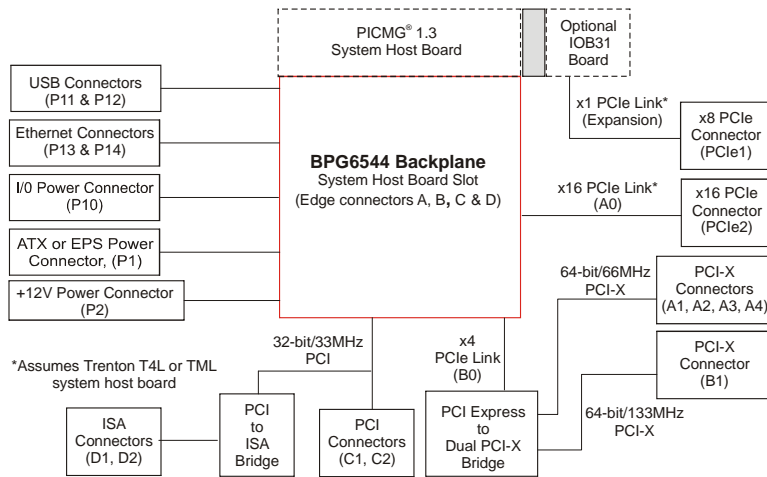 PICMG® 1.3
System Host Board
Optional
IOB31
Board
USB Connectors
(P11 & P12)
Ethernet Connectors
(P13 & P14)
I/0 Power Connector
(P10)
ATX or EPS Power
Connector, (P1)
+12V Power Connector
(P2)
BPG6544 Backplane
System Host Board Slot
(Edge connectors A, B, C & D)
x1 PCIe Link*
(Expansion)
x8 PCIe
Connector
(PCIe1)
x16 PCIe Link*
(A0)
x16 PCIe
Connector
(PCIe2)
64-bit/66MHz
PCI-X
PCI-X
Connectors
(A1, A2, A3, A4)
32-bit/33MHz
PCI
x4
PCIe Link
(B0)
PCI-X
Connector
(B1)
*Assumes Trenton T4L or TML
system host board
64-bit/133MHz
PCI-X
ISA
Connectors
(D1, D2)
PCI
to
ISA
Bridge
PCI
Connectors
(C1, C2)
PCI Express
to
Dual PCI-X
Bridge